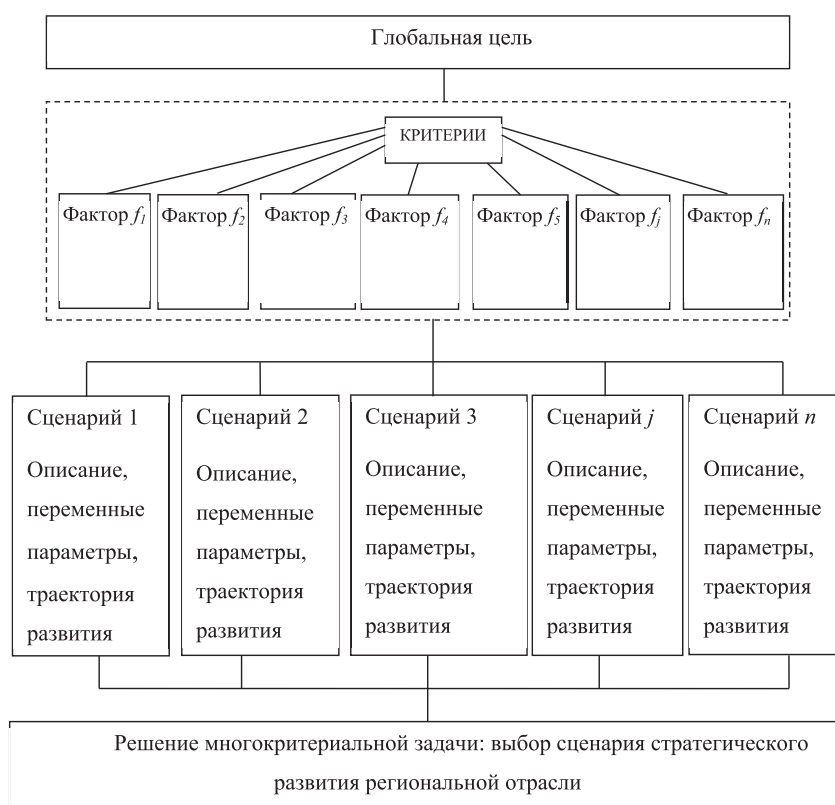 Глобальная цель
КРИТЕРИИ
Фактор f1
Фактор f2
Фактор f3
Фактор f4
Фактор f5
Фактор fj
Фактор fn
Сценарий 1
Описание,
переменные
параметры,
траектория
развития
Сценарий 2
Описание,
переменные
параметры,
траектория
развития
Сценарий 3
Описание,
переменные
параметры,
траектория
развития
Сценарий j
Описание,
переменные
параметры,
траектория
развития
Сценарий n
Описание,
переменные
параметры,
траектория
развития
Решение многокритериальной задачи: выбор сценария стратегического
развития региональной отрасли